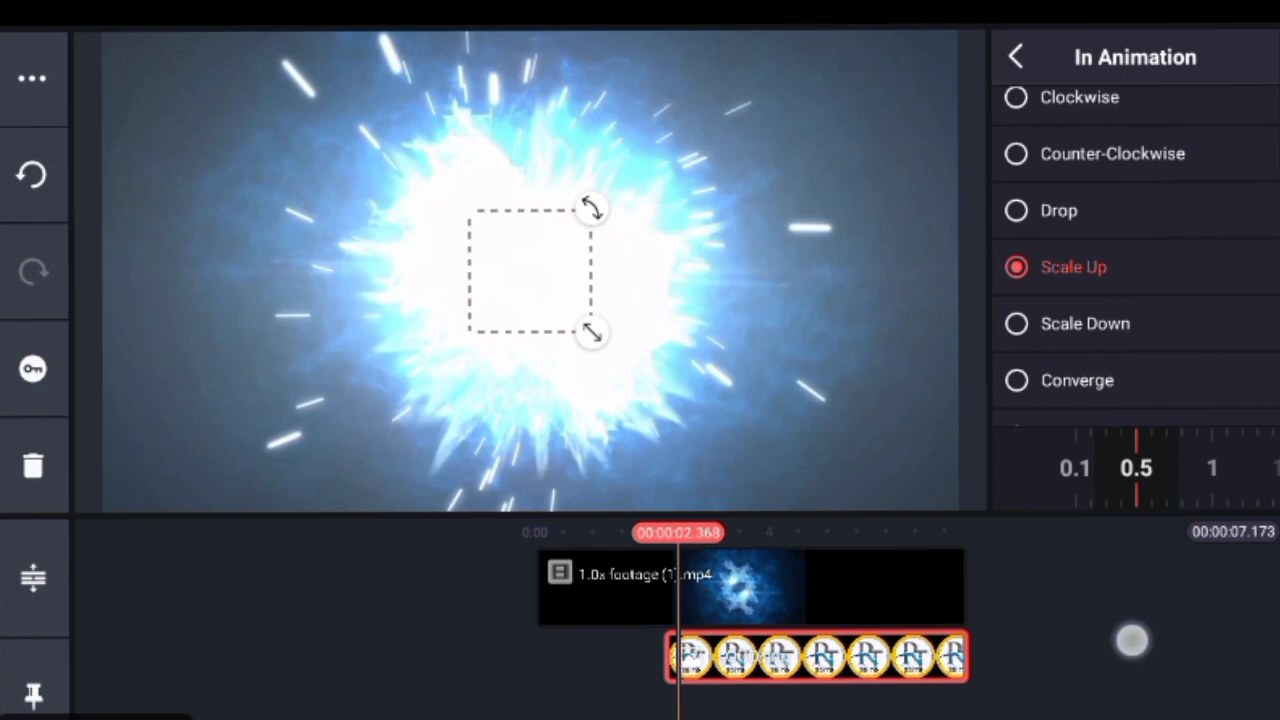 In Animation
Clockwise
Counter-Clockwise
Drop
Scale Up
Scale Down
Converge
0.1 0.5 1
0:00 00:00:02.368 4 00:00:07.173
1.0x footage (1).mp4